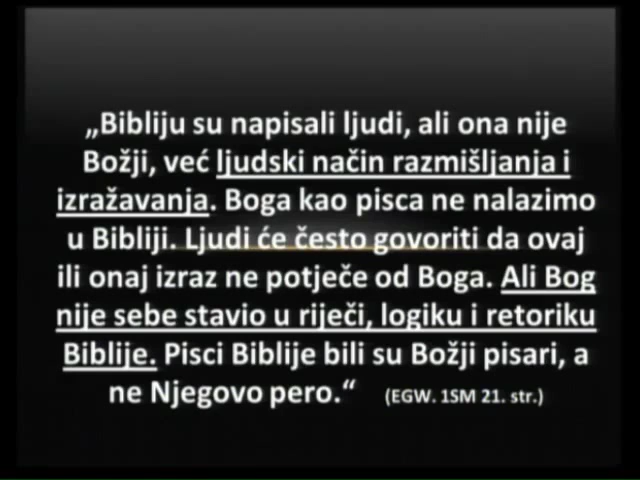 „Bibliju su napisali ljudi, ali ona nije
Božji, već ljudski način razmišljanja i
izražavanja. Boga kao pisca ne nalazimo
u Bibliji. Ljudi će često govoriti da ovaj
ili onaj izraz ne potječe od Boga. Ali Bog
nije sebe stavio u riječi, logiku i retoriku
Biblije. Pisci Biblije bili su Božji pisari, a
ne Njegovo pero.“ (EGW. 1SM 21. str.)